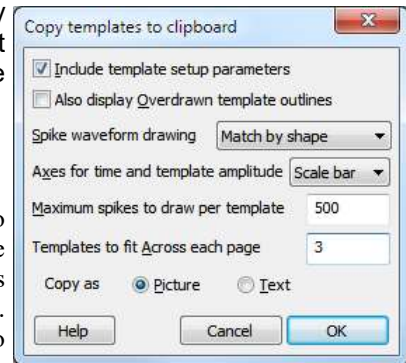 Copy templates to clipboard
Include template setup parameters
Also display Overdrawn template outlines
Spike waveform drawing Match by shape
Axes for time and template amplitude Scale bar
Maximum spikes to draw per template 500
Templates to fit Across each page 3
Copy as Picture Text
Help Cancel OK